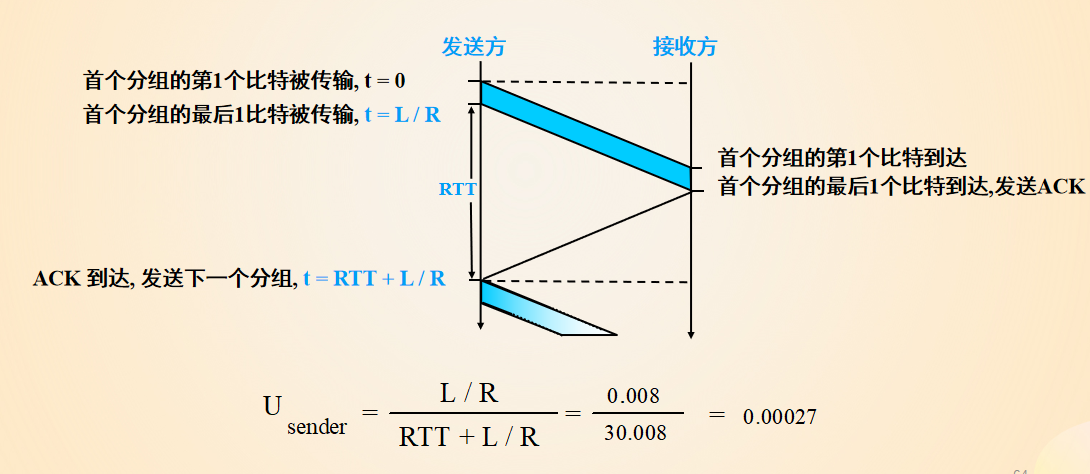 发送方 接收方
首个分组的第1个比特被传输, t = 0
首个分组的最后1比特被传输, t = L / R
首个分组的第1个比特到达
RTT
首个分组的最后1个比特到达,发送ACK
ACK 到达, 发送下一个分组, t = RTT + L / R
U sender = L / R / RTT + L / R = 0.008 / 30.008 = 0.00027